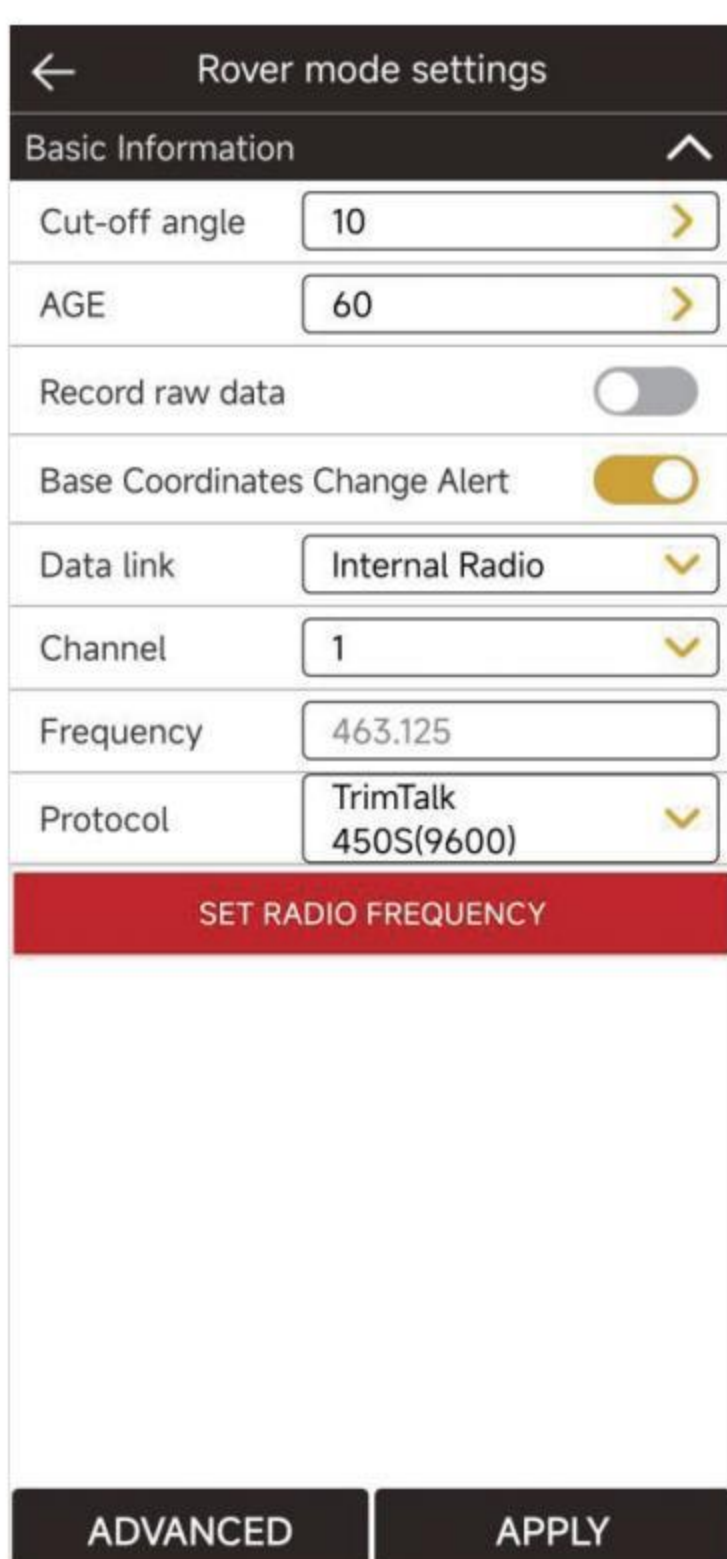 Rover mode settings
Basic Information
Cut-off angle 10
AGE 60
Record raw data
Base Coordinates Change Alert
Data link Internal Radio
Channel 1
Frequency 463.125
Protocol TrimTalk
450S(9600)
SET RADIO FREQUENCY
ADVANCED APPLY